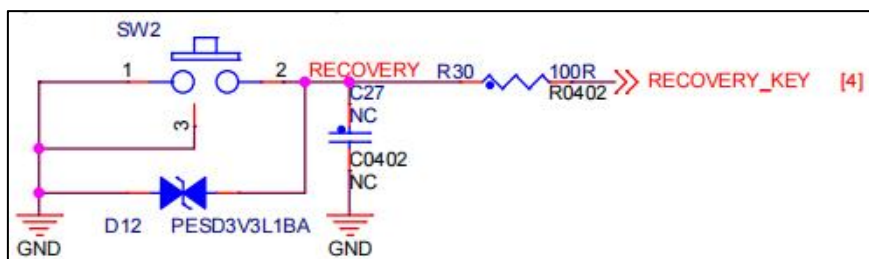 SW2
1
2
RECOVERY
R30
100R
RECOVERY_KEY [4]
C27
R0402
NC
3
C0402
NC
D12 PESD3V3L1BA
GND
GND